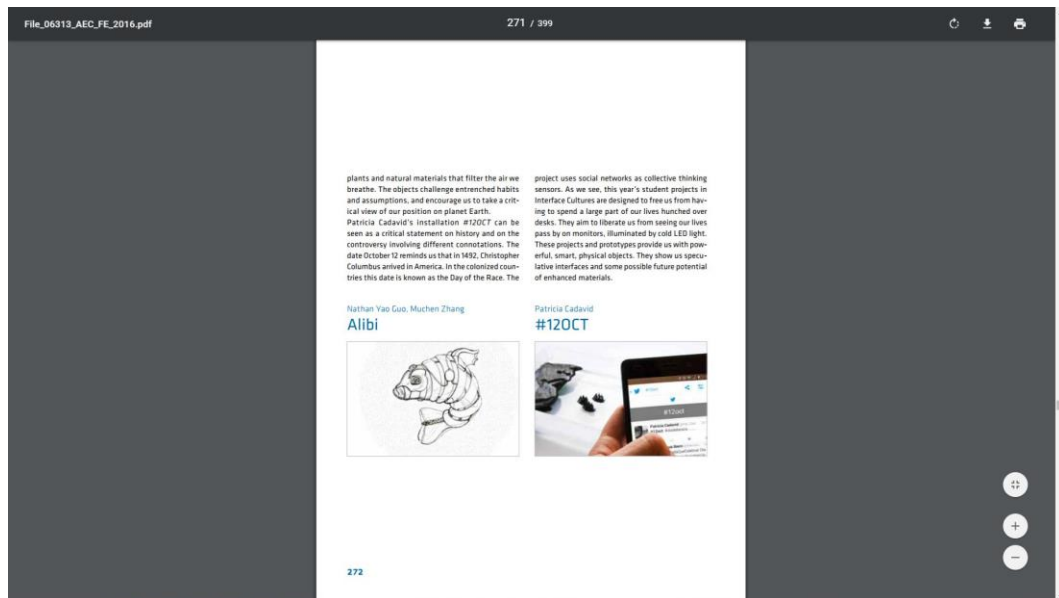 File_06313_AEC_FE_2016.pdf
271 / 399
plants and natural materials that filter the air we
breathe. The objects challenge entrenched habits
and assumptions, and encourage us to take a crit-
ical view of our position on planet Earth.
Patricia Cadavid's installation #12OCT can be
seen as a critical statement on history and on the
controversy involving different connotations. The
date October 12 reminds us that in 1492, Christopher
Columbus arrived in America. In the colonized coun-
tries this date is known as the Day of the Race. The
project uses social networks as collective thinking
sensors. As we see, this year's student projects in
Interface Cultures are designed to free us from hav-
ing to spend a large part of our lives hunched over
desks. They aim to liberate us from seeing our lives
pass by on monitors, illuminated by cold LED light.
These projects and prototypes provide us with pow-
erful, smart, physical objects. They show us specu-
lative interfaces and some possible future potential
of enhanced materials.
Nathan Yao Guo, Muchen Zhang
Alibi
Patricia Cadavid
#12OCT
#12oct
Patricia Cadavid
272